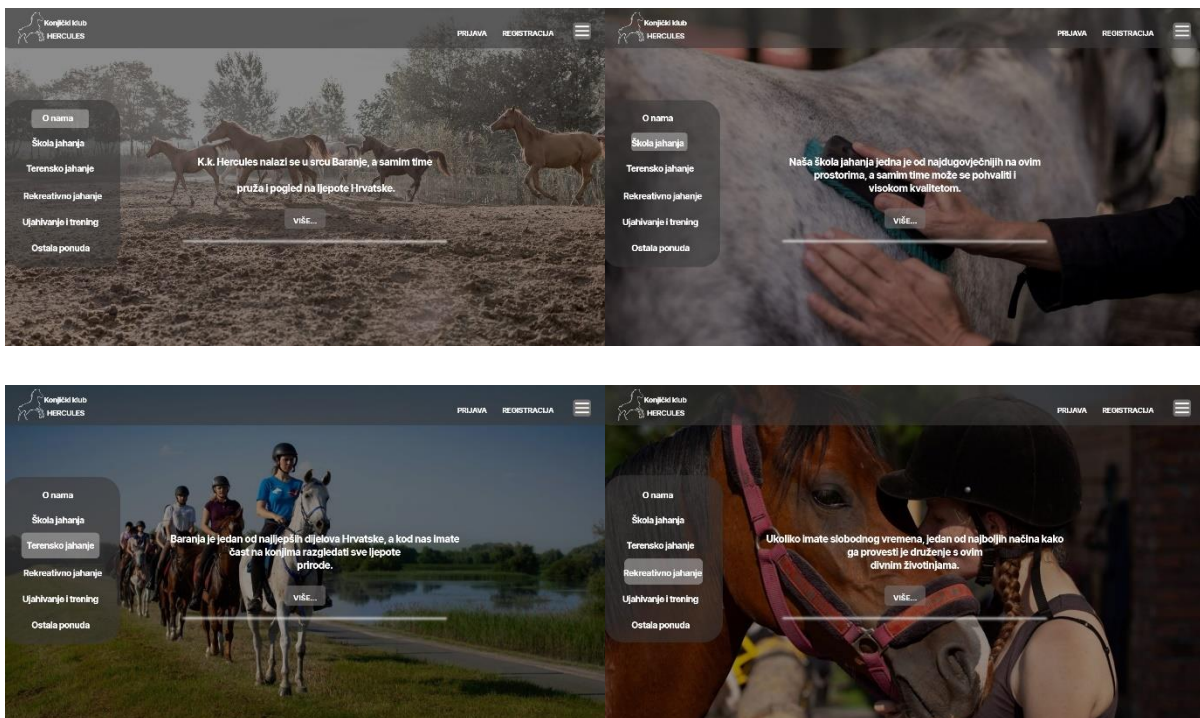 Konjički klub
HERCULES
PRIJAVA REGISTRACIJA
O nama
Škola jahanja
Terensko jahanje
Rekreativno jahanje
Ujahivanje i trening
Ostala ponuda
K.k. Hercules nalazi se u srcu Baranje, a samim time
pruža i pogled na ljepote Hrvatske.
VIŠE...
Konjički klub
HERCULES
PRIJAVA REGISTRACIJA
O nama
Škola jahanja
Terensko jahanje
Rekreativno jahanje
Ujahivanje i trening
Ostala ponuda
Naša škola jahanja jedna je od najdugovječnijih na ovim
prostorima, a samim time može se pohvaliti i
visokom kvalitetom.
VIŠE...
Konjički klub
HERCULES
PRIJAVA REGISTRACIJA
O nama
Škola jahanja
Terensko jahanje
Rekreativno jahanje
Ujahivanje i trening
Ostala ponuda
Baranja je jedan od najljepših dijelova Hrvatske, a kod nas imate
čast na konjima razgledati sve ljepote
prirode.
VIŠE...
Konjički klub
HERCULES
PRIJAVA REGISTRACIJA
O nama
Škola jahanja
Terensko jahanje
Rekreativno jahanje
Ujahivanje i trening
Ostala ponuda
Ukoliko imate slobodnog vremena, jedan od najboljih načina kako
ga provesti je druženje s ovim
divnim životinjama.
VIŠE...